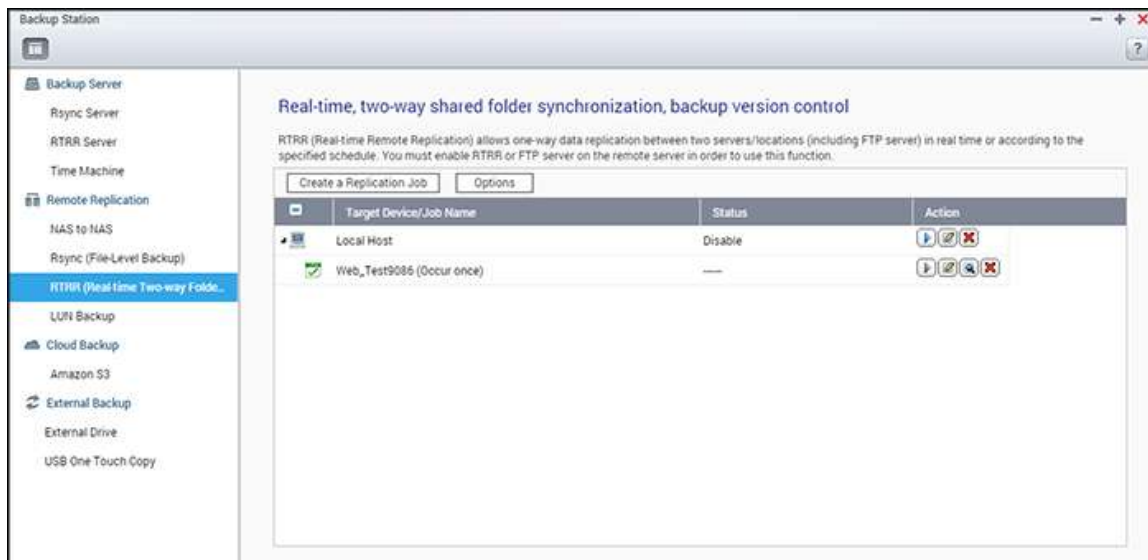 Backup Station
?
Backup Server
Rsync Server
RTRR Server
Time Machine
Remote Replication
NAS to NAS
Rsync (File-Level Backup)
RTRR (Real-time Two-way Folde...
LUN Backup
Cloud Backup
Amazon S3
External Backup
External Drive
USB One Touch Copy
Real-time, two-way shared folder synchronization, backup version control
RTRR (Real-time Remote Replication) allows one-way data replication between two servers/locations (including FTP server) in real time or according to the
specified schedule. You must enable RTRR or FTP server on the remote server in order to use this function.
Create a Replication Job Options
Target Device/Job Name Status Action
Local Host Disable
Web_Test9086 (Occur once) -----